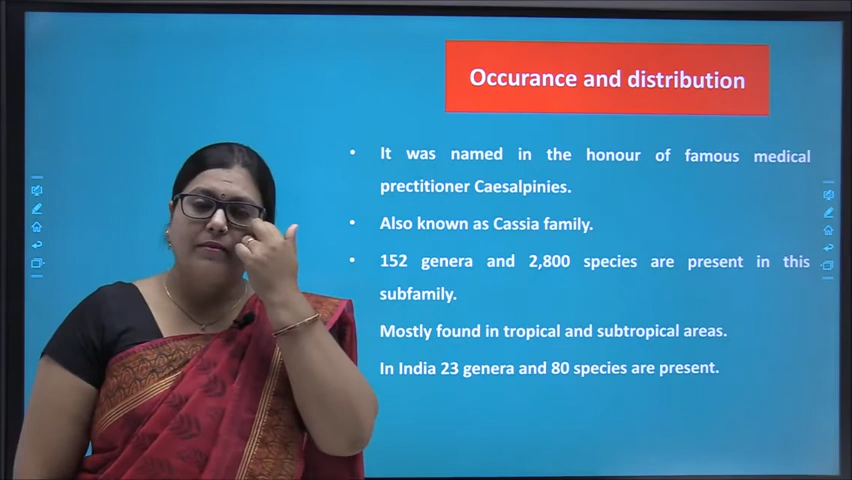 Occurance and distribution
• It was named in the honour of famous medical
prectitioner Caesalpinies.
• Also known as Cassia family.
• 152 genera and 2,800 species are present in this
subfamily.
Mostly found in tropical and subtropical areas.
In India 23 genera and 80 species are present.